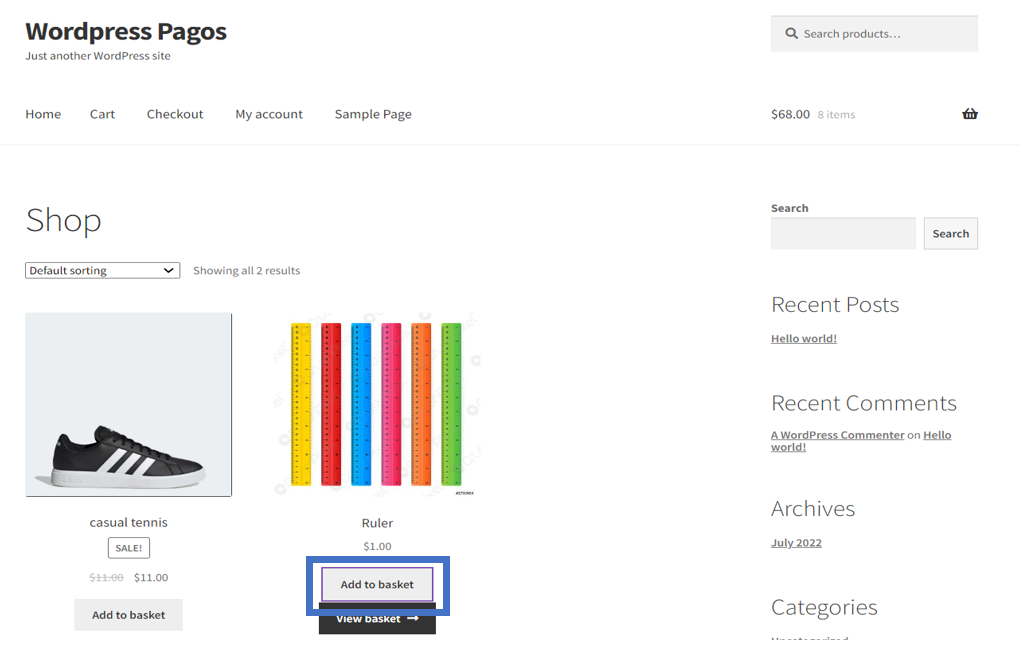 Wordpress Pagos
Just another WordPress site
Search products…
Home Cart Checkout My account Sample Page
$68.00 8 items
Shop
Default sorting
Showing all 2 results
casual tennis
SALE!
$11.00 $11.00
Add to basket
Ruler
$1.00
Add to basket
View basket →
Search
Search
Recent Posts
Hello world!
Recent Comments
A WordPress Commenter on Hello
world!
Archives
July 2022
Categories
Uncategorized